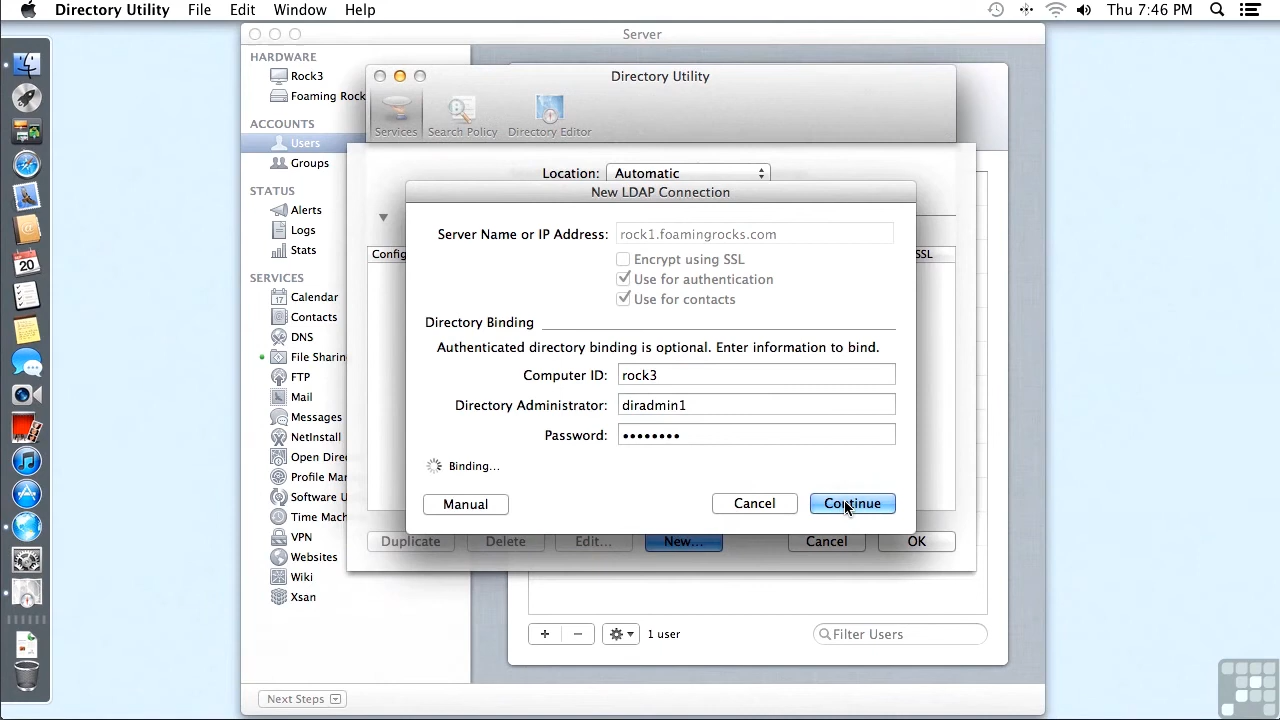 Directory Utility File Edit Window Help Thu 7:46 PM
Server
HARDWARE
Rock3
Foaming Rock
ACCOUNTS
Users
Groups
STATUS
Alerts
Logs
Stats
SERVICES
Calendar
Contacts
DNS
File Sharin
FTP
Mail
Messages
NetInstall
Open Direc
Profile Mar
Software U
Time Mach
VPN
Websites
Wiki
Xsan
Next Steps
Directory Utility
Services Search Policy Directory Editor
Location: Automatic
Config
SSL
New LDAP Connection
Server Name or IP Address: rock1.foamingrocks.com
Encrypt using SSL
Use for authentication
Use for contacts
Directory Binding
Authenticated directory binding is optional. Enter information to bind.
Computer ID: rock3
Directory Administrator: diradmin1
Password: ••••••••
Binding...
Manual Cancel Continue
Duplicate Delete Edit... New... Cancel OK
+ − 1 user Filter Users
17
20